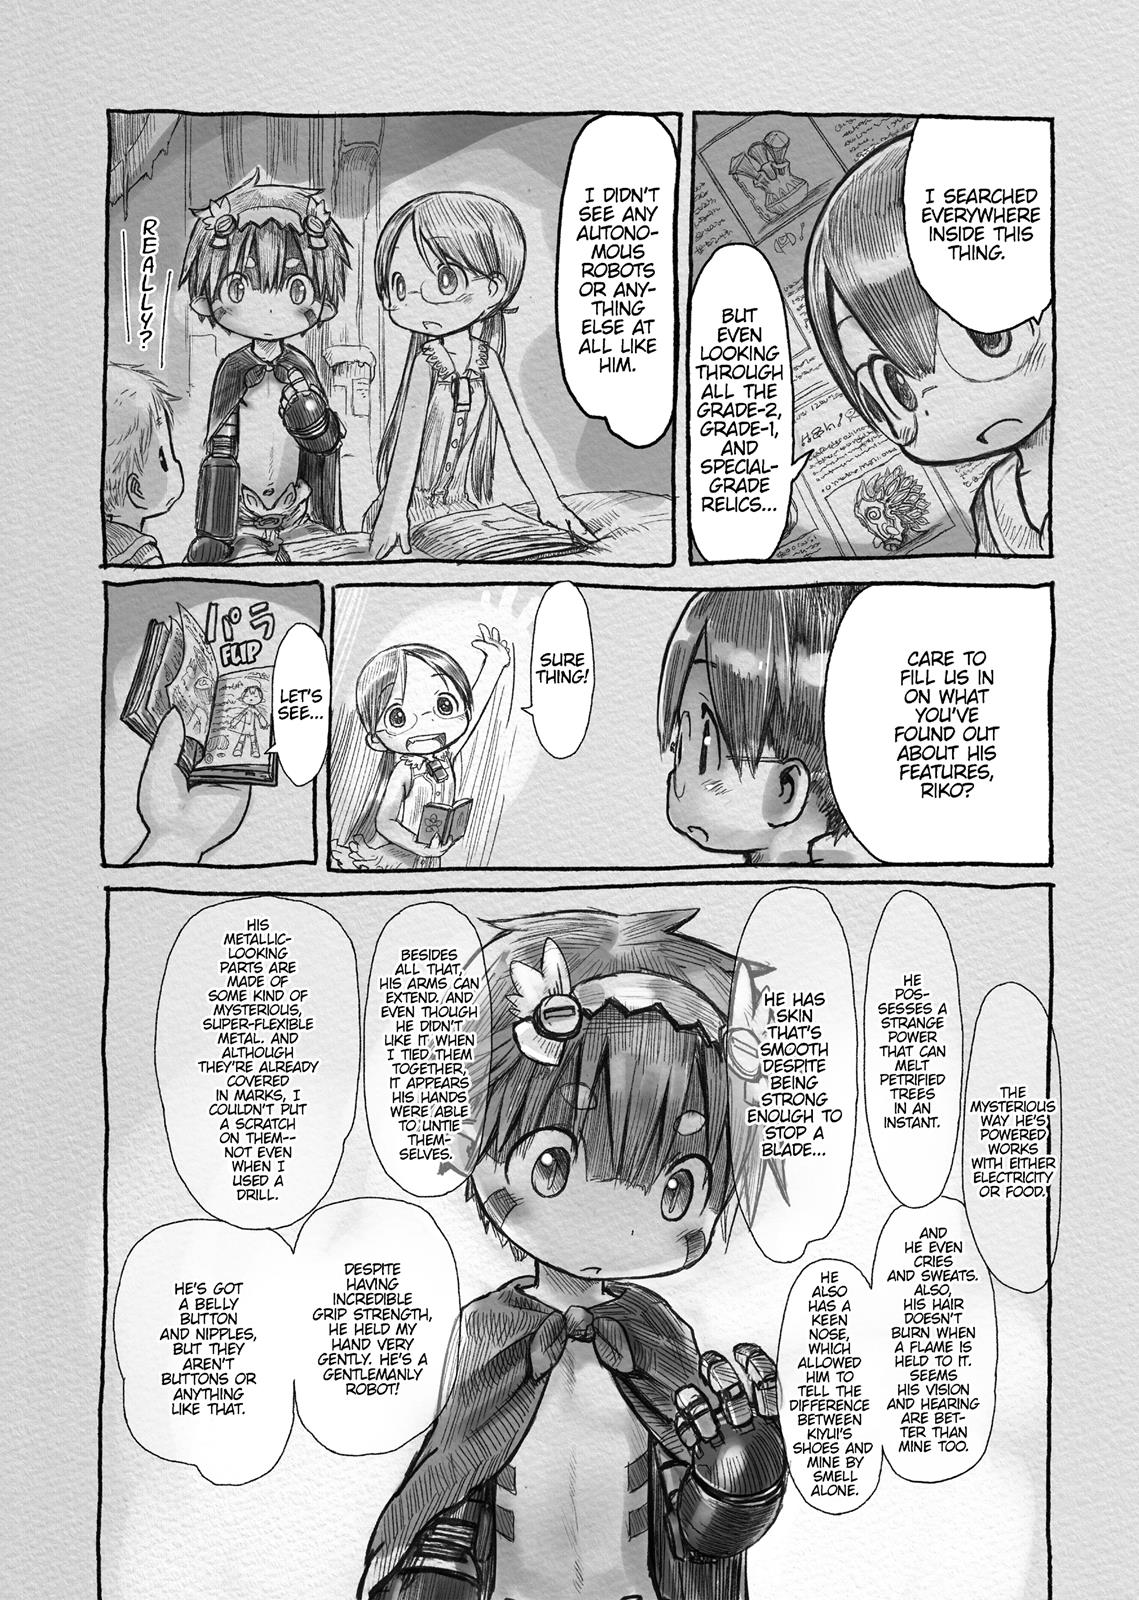 I SEARCHED
EVERYWHERE
INSIDE THIS
THING.
BUT
EVEN
LOOKING
THROUGH
ALL THE
GRADE-2,
GRADE-1,
AND
SPECIAL-
GRADE
RELICS...
I DIDN'T
SEE ANY
AUTONO-
MOUS
ROBOTS
OR ANY-
THING
ELSE AT
ALL LIKE
HIM.
REALLY?
CARE TO
FILL US IN
ON WHAT
YOU'VE
FOUND OUT
ABOUT HIS
FEATURES,
RIKO?
SURE
THING!
LET'S
SEE...
パラ
FLIP
THE
MYSTERIOUS
WAY HE'S
POWERED
WORKS
WITH EITHER
ELECTRICITY
OR FOOD.
HE
POS-
SESSES A
STRANGE
POWER
THAT CAN
MELT
PETRIFIED
TREES
IN AN
INSTANT.
HE HAS
SKIN
THAT'S
SMOOTH
DESPITE
BEING
STRONG
ENOUGH TO
STOP A
BLADE...
AND
HE EVEN
CRIES
AND SWEATS.
ALSO,
HIS HAIR
DOESN'T
BURN WHEN
A FLAME IS
HELD TO IT.
SEEMS
HIS VISION
AND HEARING
ARE BET-
TER THAN
MINE TOO.
HE
ALSO
HAS A
KEEN
NOSE,
WHICH
ALLOWED
HIM TO
TELL THE
DIFFERENCE
BETWEEN
KIYUI'S
SHOES AND
MINE BY
SMELL
ALONE.
BESIDES
ALL THAT,
HIS ARMS CAN
EXTEND. AND
EVEN THOUGH
HE DIDN'T
LIKE IT WHEN
I TIED THEM
TOGETHER,
IT APPEARS
HIS HANDS
WERE ABLE
TO UNTIE
THEM-
SELVES.
HIS
METALLIC-
LOOKING
PARTS ARE
MADE OF
SOME KIND OF
MYSTERIOUS,
SUPER-FLEXIBLE
METAL. AND
ALTHOUGH
THEY'RE ALREADY
COVERED
IN MARKS, I
COULDN'T PUT
A SCRATCH
ON THEM--
NOT EVEN
WHEN I
USED A
DRILL.
DESPITE
HAVING
INCREDIBLE
GRIP STRENGTH,
HE HELD MY
HAND VERY
GENTLY. HE'S A
GENTLEMANLY
ROBOT!
HE'S GOT
A BELLY
BUTTON
AND NIPPLES,
BUT THEY
AREN'T
BUTTONS OR
ANYTHING
LIKE THAT.